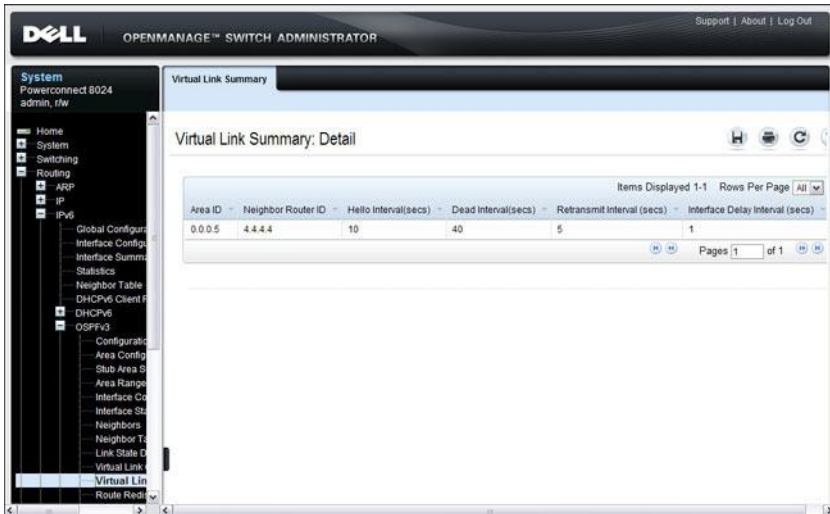 Support | About | Log Out
DELL OPENMANAGE™ SWITCH ADMINISTRATOR
System
Powerconnect 8024
admin, r/w
Virtual Link Summary
Home
System
Switching
Routing
ARP
IP
IPv6
Global Configura
Interface Configu
Interface Summa
Statistics
Neighbor Table
DHCPv6 Client
DHCPv6
OSPFv3
Configuratio
Area Config
Stub Area S
Area Range
Interface Co
Interface Sta
Neighbors
Neighbor Ta
Link State D
Virtual Link
Virtual Lin
Route Redis
Virtual Link Summary: Detail
Items Displayed 1-1 Rows Per Page All
Area ID Neighbor Router ID Hello Interval(secs) Dead Interval(secs) Retransmit Interval (secs) Interface Delay Interval (secs)
0.0.0.5 4.4.4.4 10 40 5 1
Pages 1 of 1